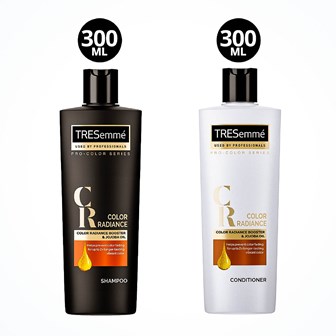 300
ML
300
ML
TRESemmé
USED BY PROFESSIONALS
PRO-COLOR SERIES
CR
COLOR
RADIANCE
COLOR RADIANCE BOOSTER
& JOJOBA OIL
SHAMPOO
TRESemmé
USED BY PROFESSIONALS
PRO-COLOR SERIES
CR
COLOR
RADIANCE
COLOR RADIANCE BOOSTER
& JOJOBA OIL
CONDITIONER